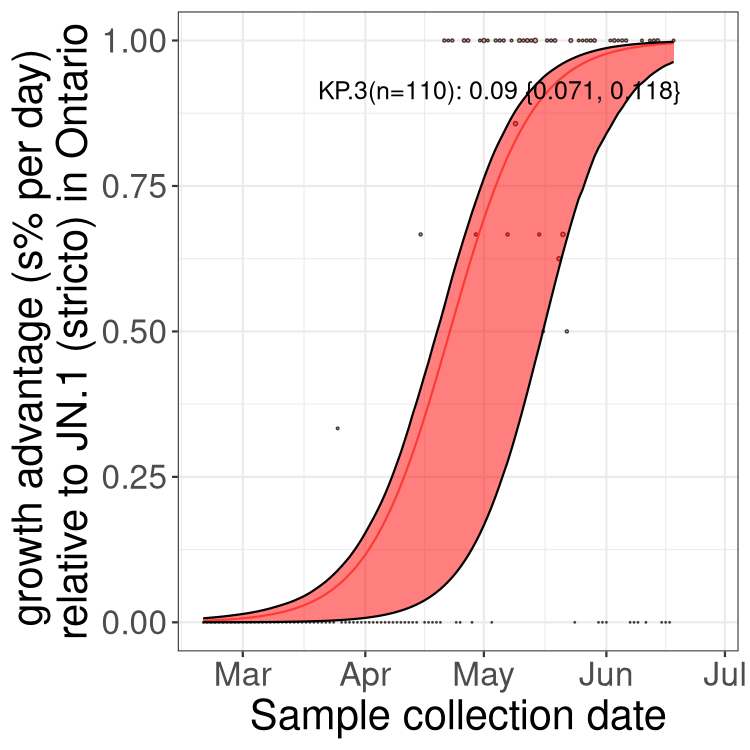 growth advantage (s% per day)
relative to JN.1 (stricto) in Ontario
1.00
0.75
0.50
0.25
0.00
KP.3(n=110): 0.09 {0.071, 0.118}
Mar Apr May Jun Jul
Sample collection date